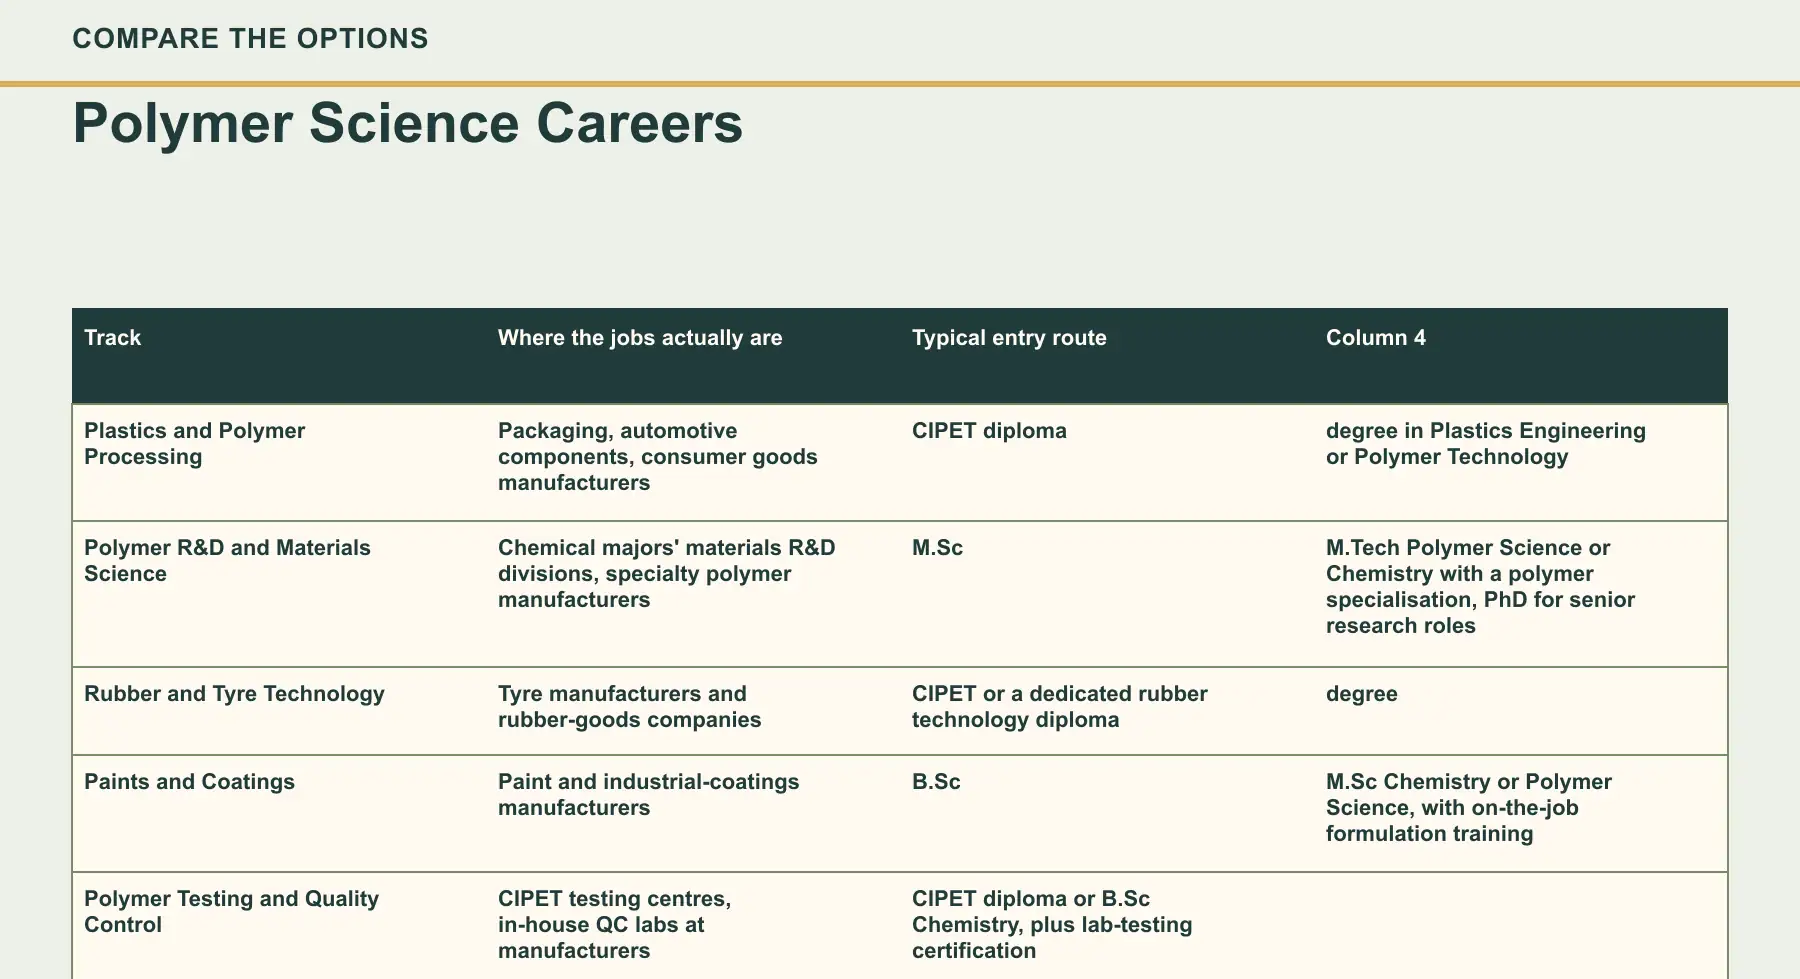 COMPARE THE OPTIONS
Polymer Science Careers
Track
Where the jobs actually are
Typical entry route
Column 4
Plastics and Polymer
Processing
Packaging, automotive
components, consumer goods
manufacturers
CIPET diploma
degree in Plastics Engineering
or Polymer Technology
Polymer R&D and Materials
Science
Chemical majors' materials R&D
divisions, specialty polymer
manufacturers
M.Sc
M.Tech Polymer Science or
Chemistry with a polymer
specialisation, PhD for senior
research roles
Rubber and Tyre Technology
Tyre manufacturers and
rubber-goods companies
CIPET or a dedicated rubber
technology diploma
degree
Paints and Coatings
Paint and industrial-coatings
manufacturers
B.Sc
M.Sc Chemistry or Polymer
Science, with on-the-job
formulation training
Polymer Testing and Quality
Control
CIPET testing centres,
in-house QC labs at
manufacturers
CIPET diploma or B.Sc
Chemistry, plus lab-testing
certification